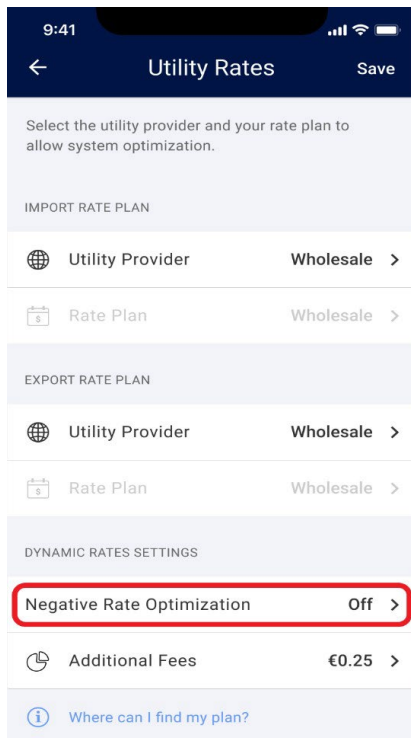 9:41
Utility Rates Save
Select the utility provider and your rate plan to
allow system optimization.
IMPORT RATE PLAN
Utility Provider Wholesale >
$ Rate Plan Wholesale >
EXPORT RATE PLAN
Utility Provider Wholesale >
$ Rate Plan Wholesale >
DYNAMIC RATES SETTINGS
Negative Rate Optimization Off >
Additional Fees €0.25 >
i Where can I find my plan?